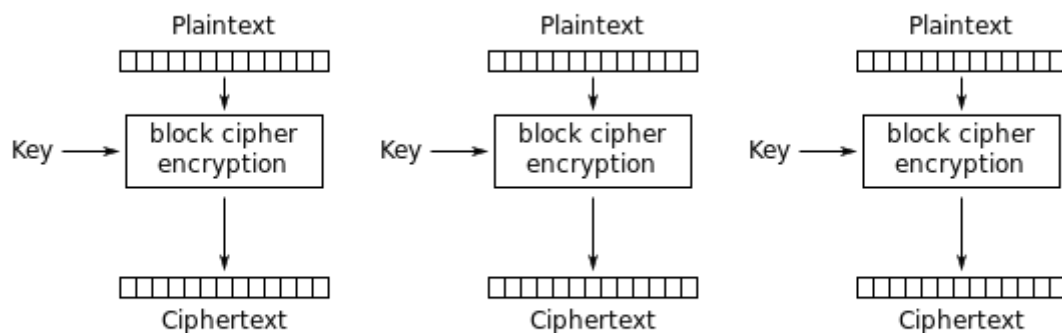 Plaintext
Plaintext
Plaintext
Key
block cipher
encryption
Key
block cipher
encryption
Key
block cipher
encryption
Ciphertext
Ciphertext
Ciphertext